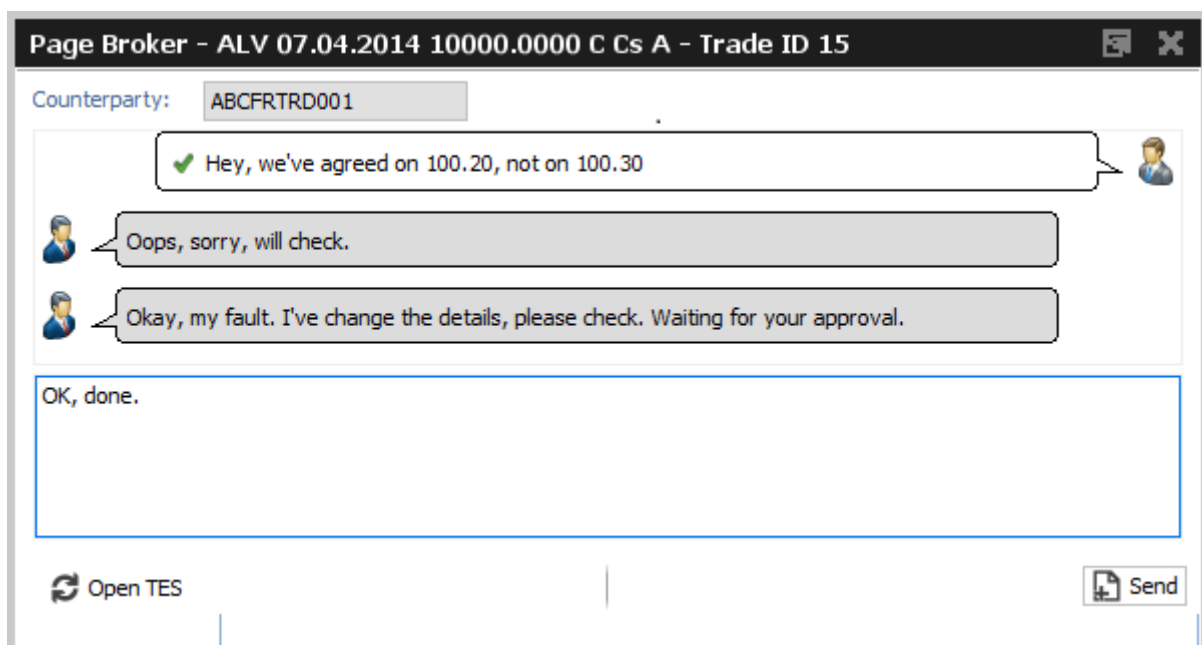 Page Broker - ALV 07.04.2014 10000.0000 C Cs A - Trade ID 15
Counterparty: ABCFRTRD001
Hey, we've agreed on 100.20, not on 100.30
Oops, sorry, will check.
Okay, my fault. I've change the details, please check. Waiting for your approval.
OK, done.
Open TES Send